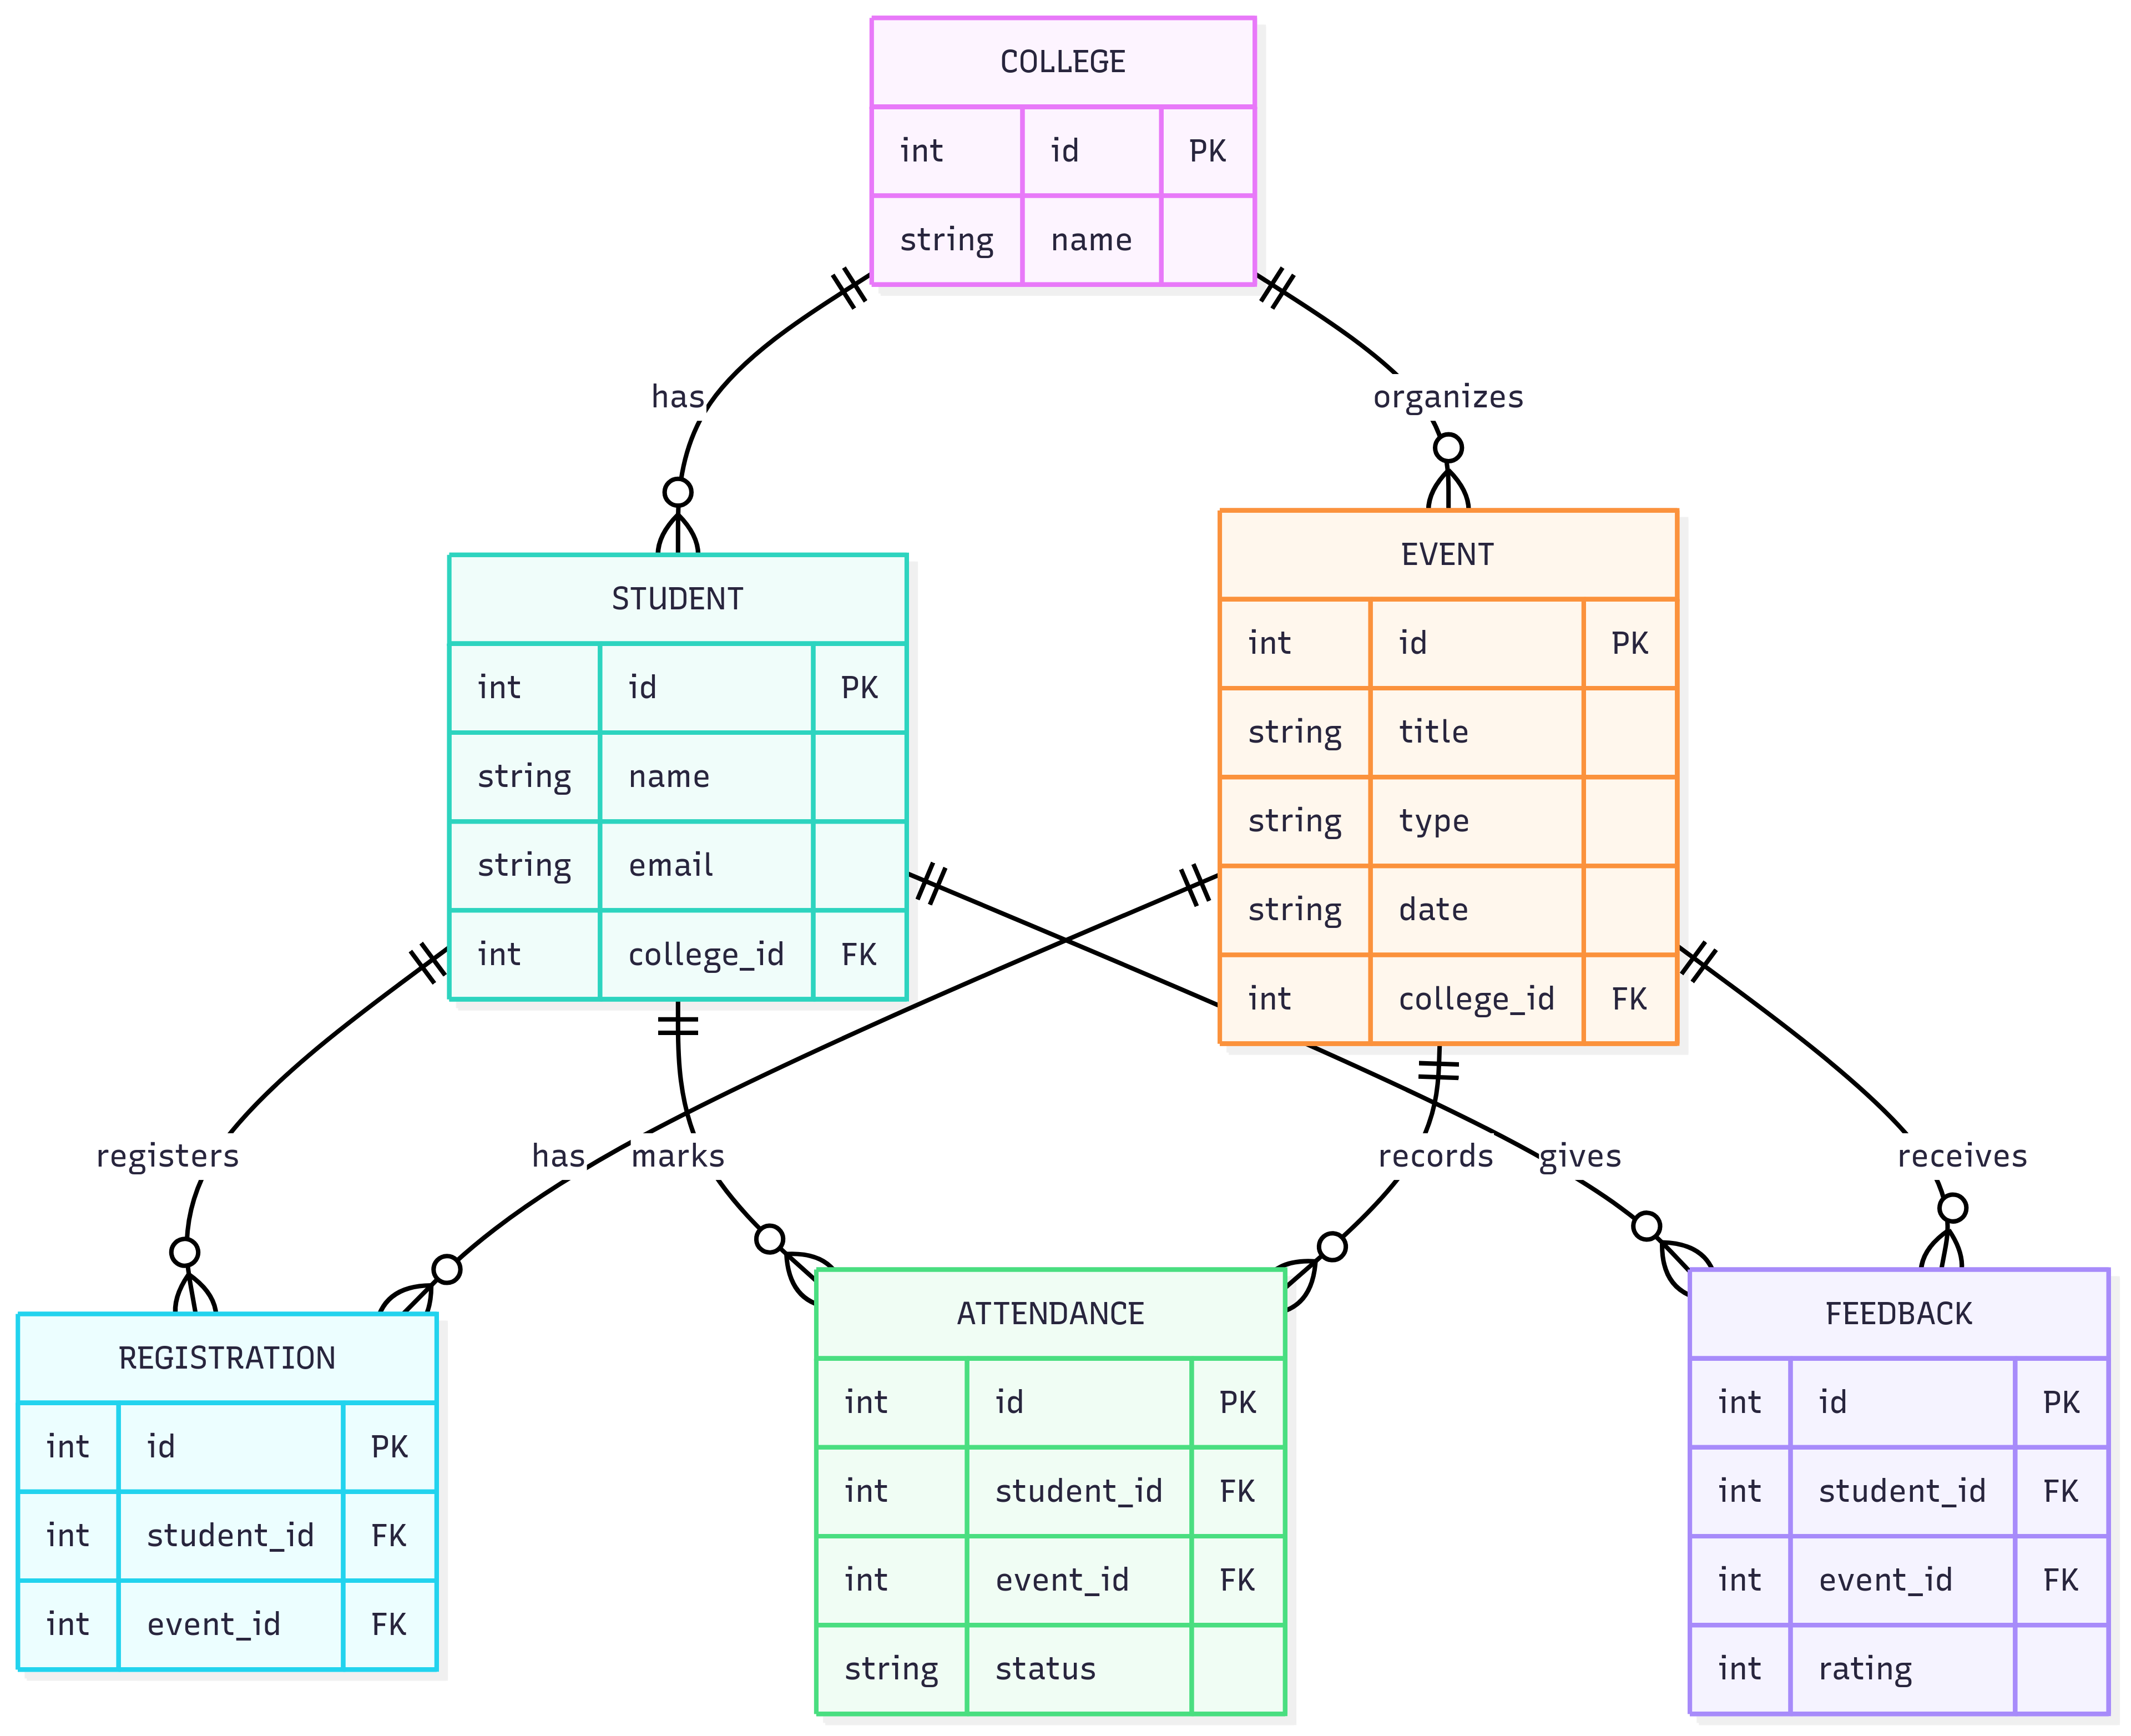 COLLEGE
int id PK
string name
has
organizes
STUDENT
int id PK
string name
string email
int college_id FK
EVENT
int id PK
string title
string type
string date
int college_id FK
registers
has
marks
records
gives
receives
REGISTRATION
int id PK
int student_id FK
int event_id FK
ATTENDANCE
int id PK
int student_id FK
int event_id FK
string status
FEEDBACK
int id PK
int student_id FK
int event_id FK
int rating